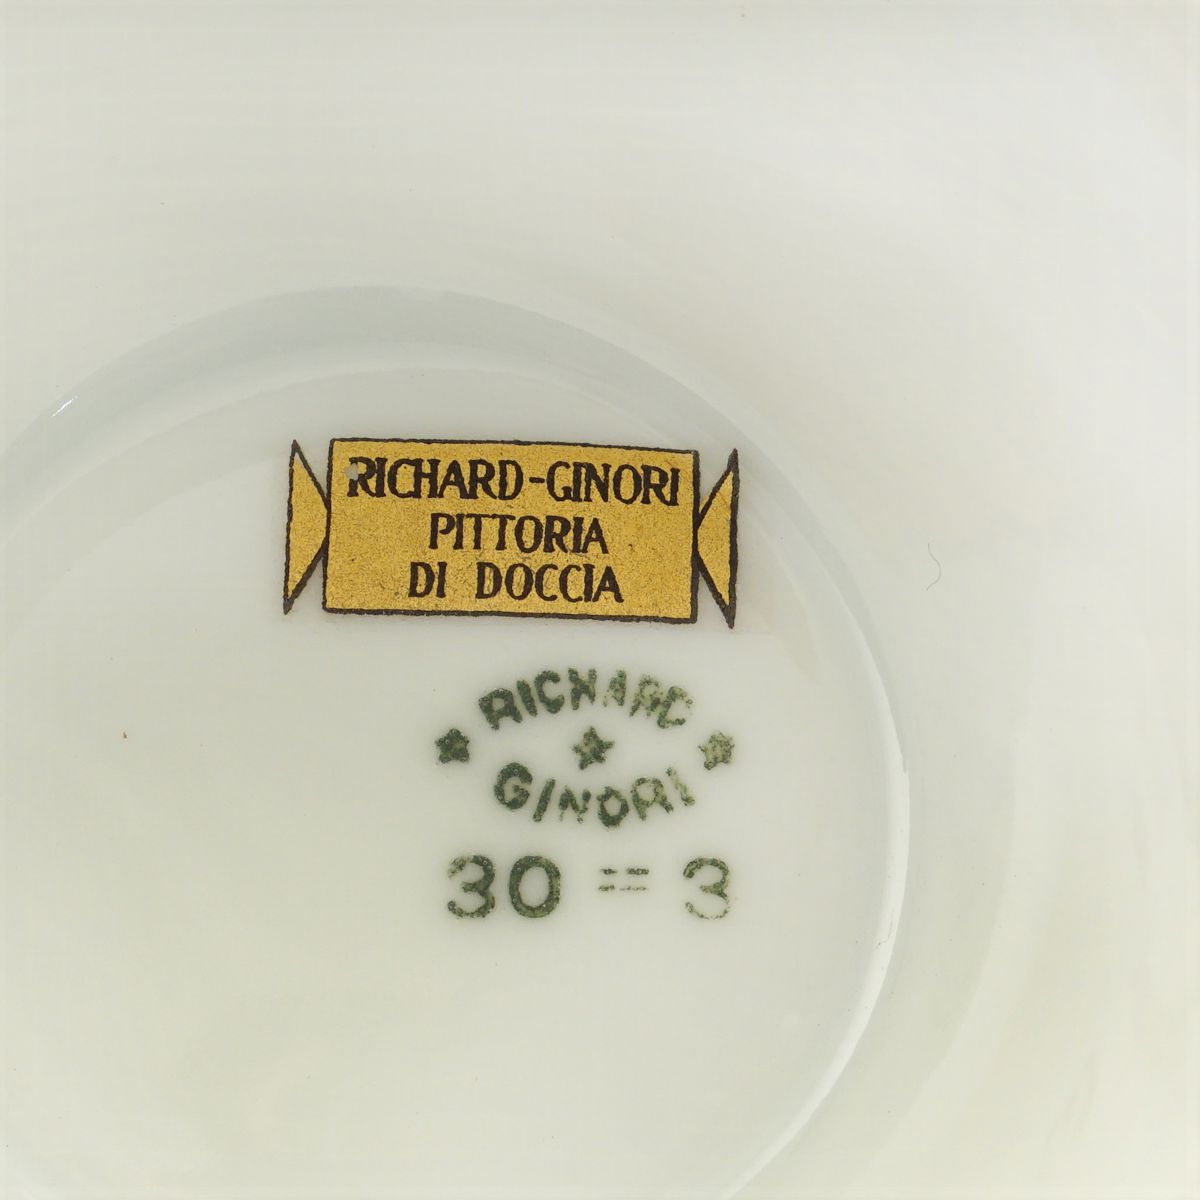 RICHARD-GINORI
PITTORIA
DI DOCCIA
RICHARD
GINORI
30 = 3